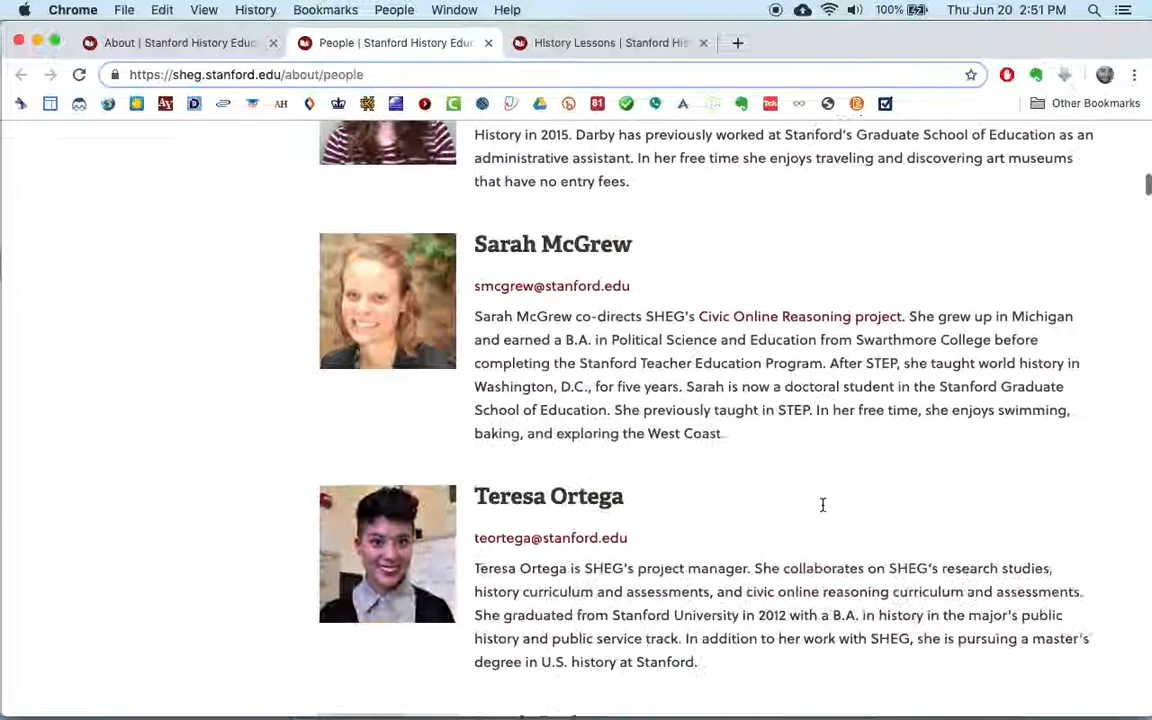 Chrome File Edit View History Bookmarks People Window Help 100% Thu Jun 20 2:51 PM
About | Stanford History Educ People | Stanford History Educ History Lessons | Stanford His
https://sheg.stanford.edu/about/people
AH 81 Tch Other Bookmarks
History in 2015. Darby has previously worked at Stanford's Graduate School of Education as an
administrative assistant. In her free time she enjoys traveling and discovering art museums
that have no entry fees.
Sarah McGrew
smcgrew@stanford.edu
Sarah McGrew co-directs SHEG's Civic Online Reasoning project. She grew up in Michigan
and earned a B.A. in Political Science and Education from Swarthmore College before
completing the Stanford Teacher Education Program. After STEP, she taught world history in
Washington, D.C., for five years. Sarah is now a doctoral student in the Stanford Graduate
School of Education. She previously taught in STEP. In her free time, she enjoys swimming,
baking, and exploring the West Coast.
Teresa Ortega
teortega@stanford.edu
Teresa Ortega is SHEG's project manager. She collaborates on SHEG's research studies,
history curriculum and assessments, and civic online reasoning curriculum and assessments.
She graduated from Stanford University in 2012 with a B.A. in history in the major's public
history and public service track. In addition to her work with SHEG, she is pursuing a master's
degree in U.S. history at Stanford.